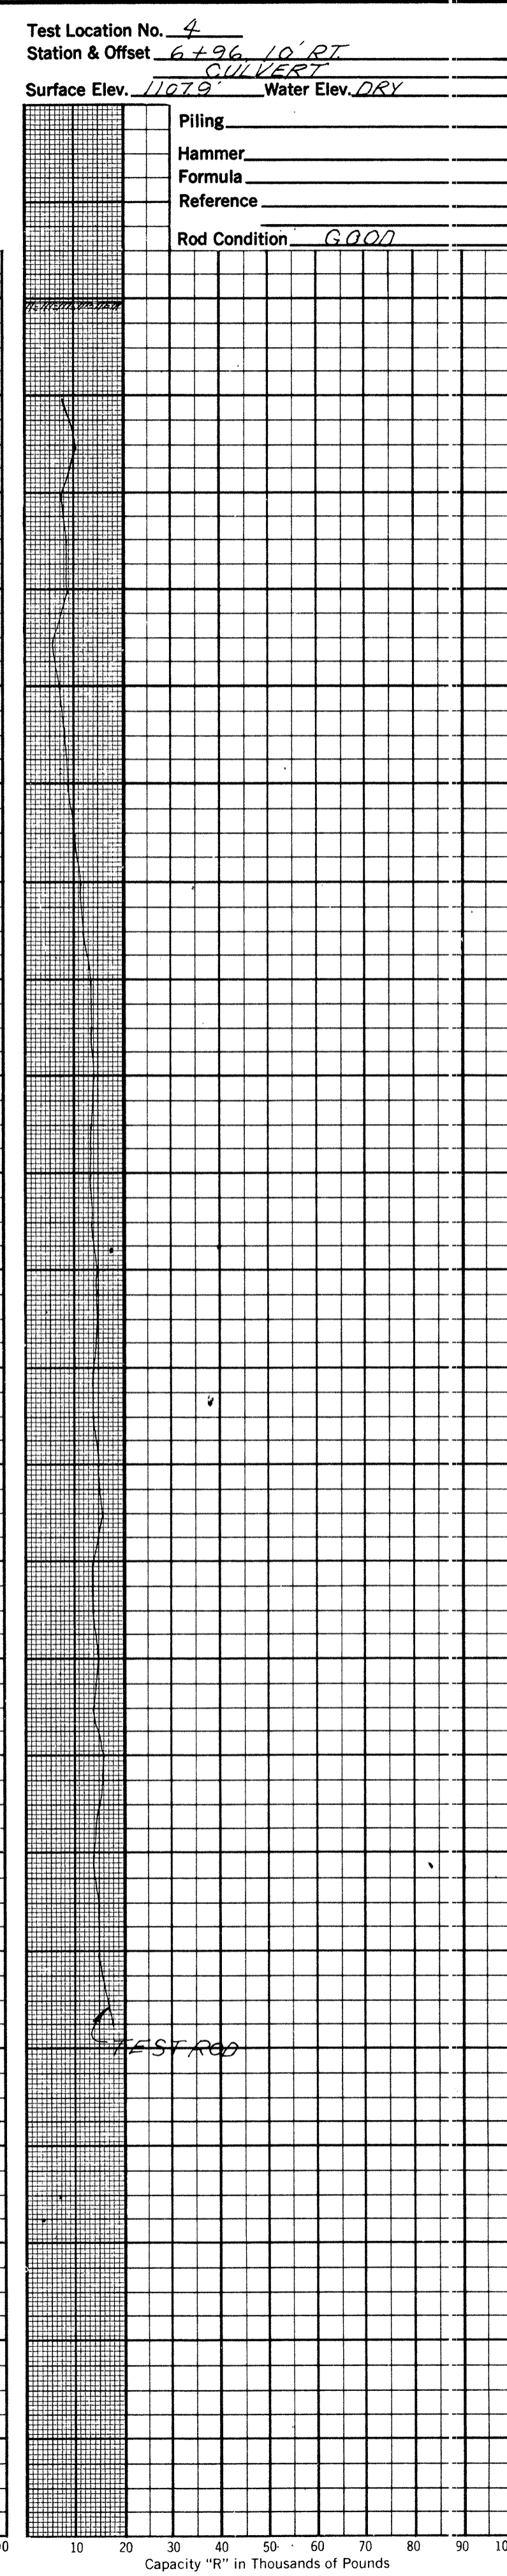 Test Location No. 4
Station & Offset 6+96, 10' RT.
CULVERT
Surface Elev. 1107.9' Water Elev. DRY
Piling
Hammer
Formula
Reference
Rod Condition GOOD
TEST ROD
10 20 30 40 50 60 70 80 90
Capacity "R" in Thousands of Pounds